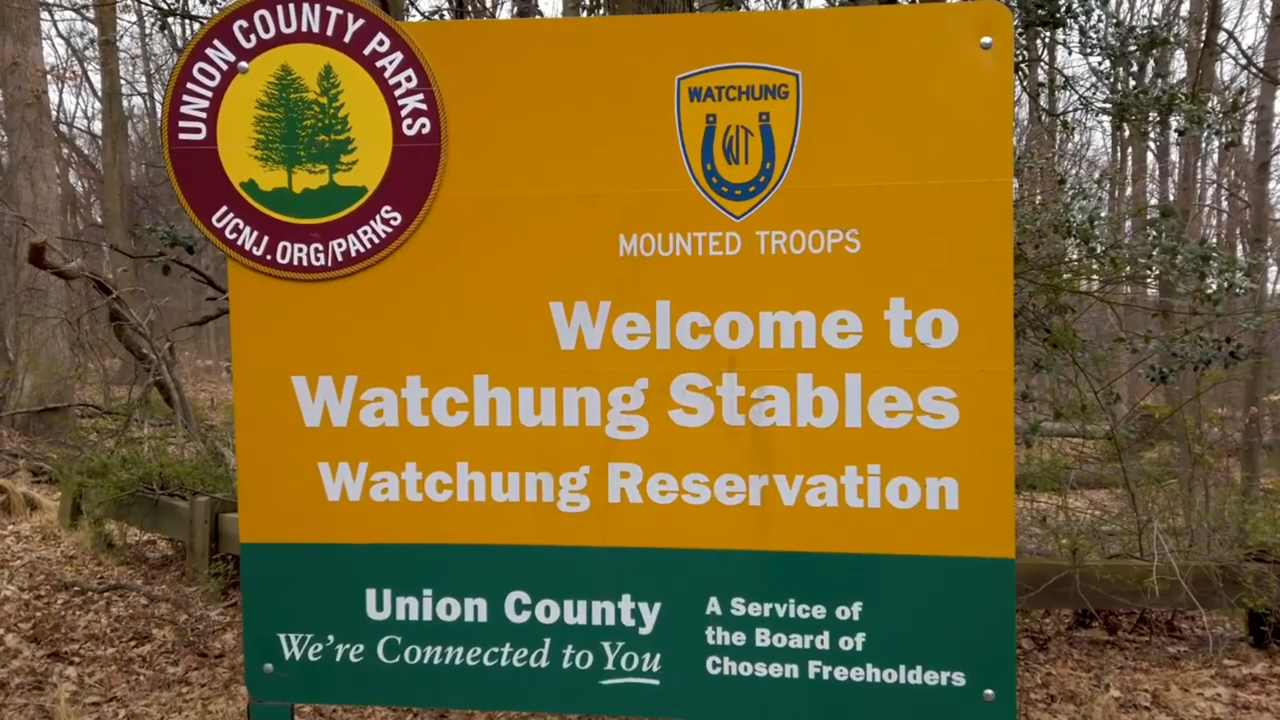 UNION COUNTY PARKS
UCNJ.ORG/PARKS
WATCHUNG
WT
MOUNTED TROOPS
Welcome to
Watchung Stables
Watchung Reservation
Union County
We're Connected to You
A Service of
the Board of
Chosen Freeholders